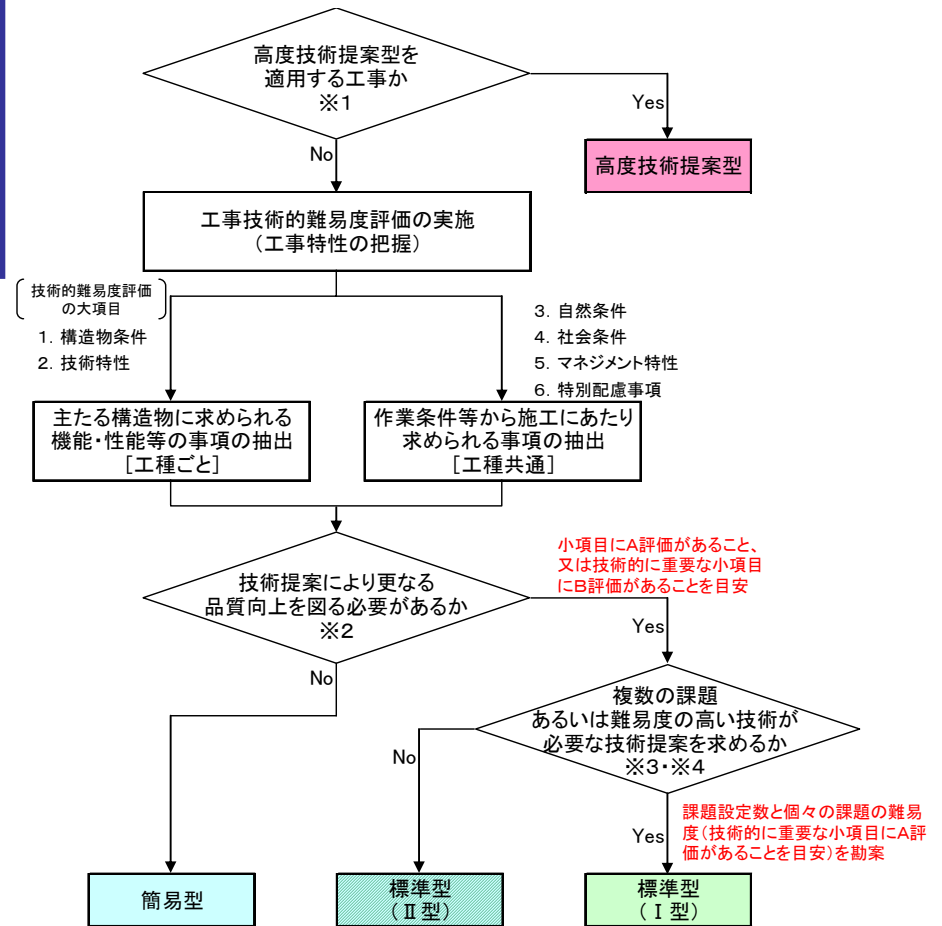 高度技術提案型を
適用する工事か
※1
Yes
No
高度技術提案型
工事技術的難易度評価の実施
（工事特性の把握）
技術的難易度評価
の大項目
1．構造物条件
2．技術特性
3．自然条件
4．社会条件
5．マネジメント特性
6．特別配慮事項
主たる構造物に求められる
機能・性能等の事項の抽出
［工種ごと］
作業条件等から施工にあたり
求められる事項の抽出
［工種共通］
小項目にA評価があること、
又は技術的に重要な小項目
にB評価があることを目安
技術提案により更なる
品質向上を図る必要があるか
※2
Yes
No
複数の課題
あるいは難易度の高い技術が
必要な技術提案を求めるか
※3・※4
No
Yes
課題設定数と個々の課題の難易
度（技術的に重要な小項目にA評
価があることを目安）を勘案
簡易型
標準型
（Ⅱ型）
標準型
（Ⅰ型）